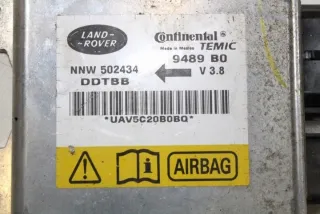 LAND-
ROVER
Continental
TEMIC
Made in Mexico
9489 B0
NNW 502434
V 3.8
DDTBB
*UAV5C20B0BQ*
AIRBAG